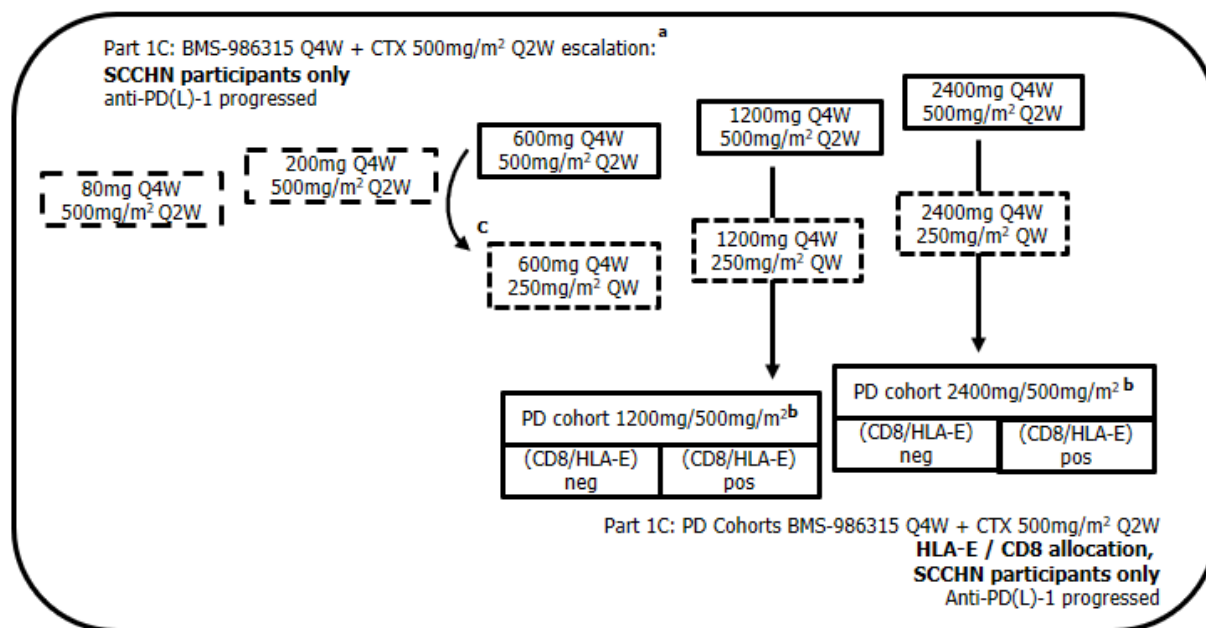 Part 1C: BMS-986315 Q4W + CTX 500mg/m² Q2W escalation:ᵃ
SCCHN participants only
anti-PD(L)-1 progressed
80mg Q4W
500mg/m² Q2W
200mg Q4W
500mg/m² Q2W
600mg Q4W
500mg/m² Q2W
1200mg Q4W
500mg/m² Q2W
2400mg Q4W
500mg/m² Q2W
c
600mg Q4W
250mg/m² QW
1200mg Q4W
250mg/m² QW
2400mg Q4W
250mg/m² QW
PD cohort 1200mg/500mg/m²ᵇ
(CD8/HLA-E)
neg
(CD8/HLA-E)
pos
PD cohort 2400mg/500mg/m² ᵇ
(CD8/HLA-E)
neg
(CD8/HLA-E)
pos
Part 1C: PD Cohorts BMS-986315 Q4W + CTX 500mg/m² Q2W
HLA-E / CD8 allocation,
SCCHN participants only
Anti-PD(L)-1 progressed